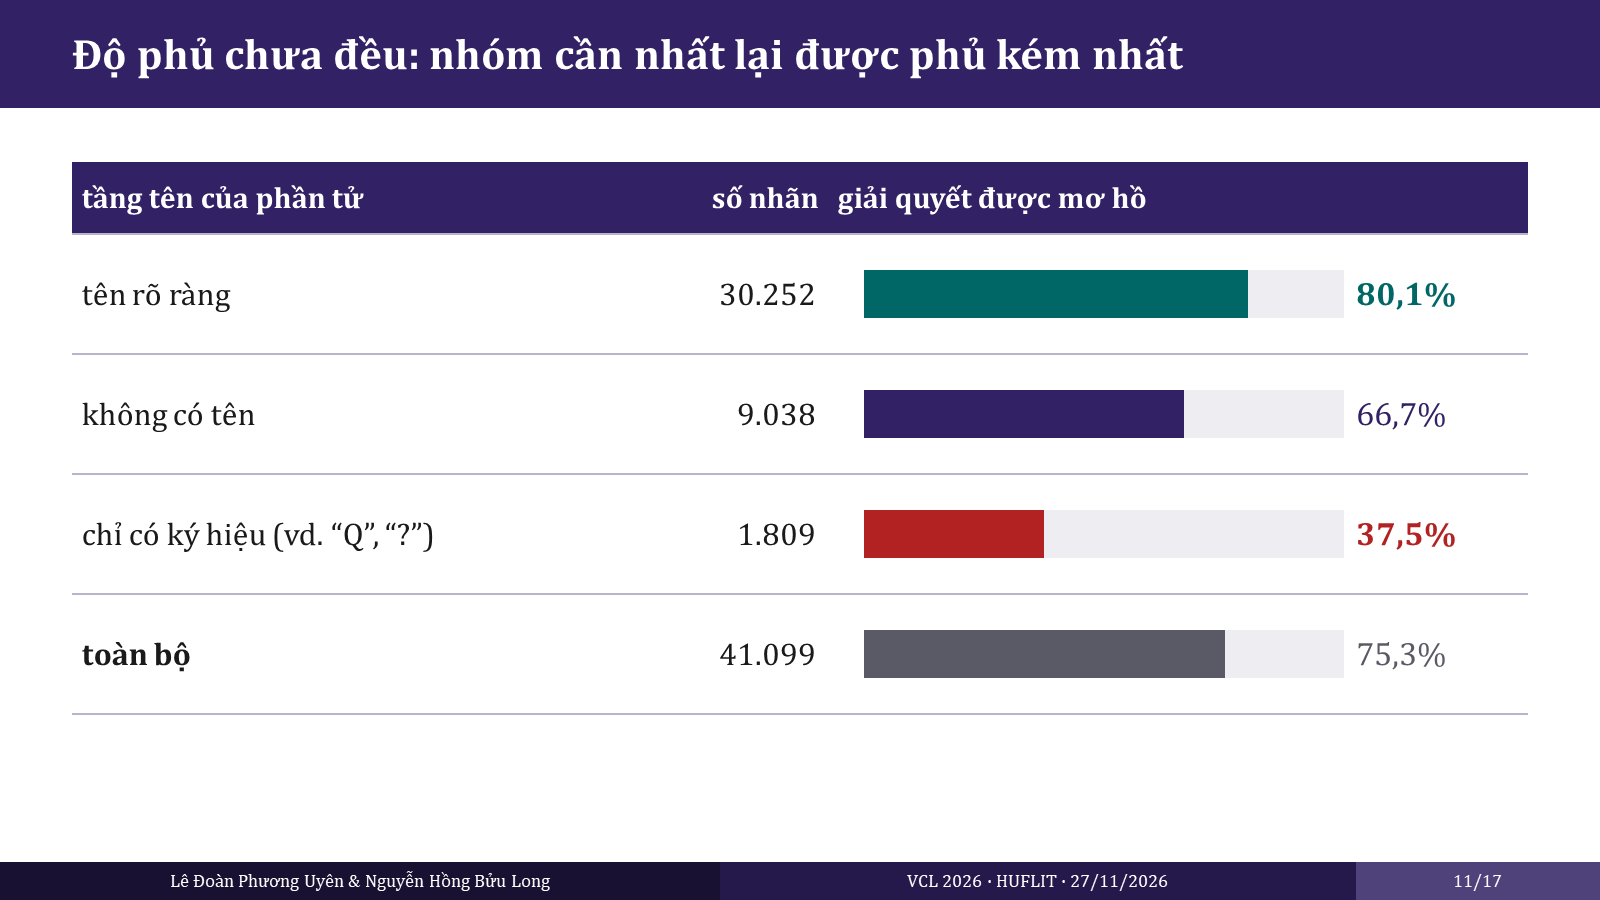 Độ phủ chưa đều: nhóm cần nhất lại được phủ kém nhất
tầng tên của phần tử số nhãn giải quyết được mơ hồ
tên rõ ràng 30.252 80,1%
không có tên 9.038 66,7%
chỉ có ký hiệu (vd. “Q”, “?”) 1.809 37,5%
toàn bộ 41.099 75,3%
Lê Đoàn Phương Uyên & Nguyễn Hồng Bửu Long VCL 2026 · HUFLIT · 27/11/2026 11/17